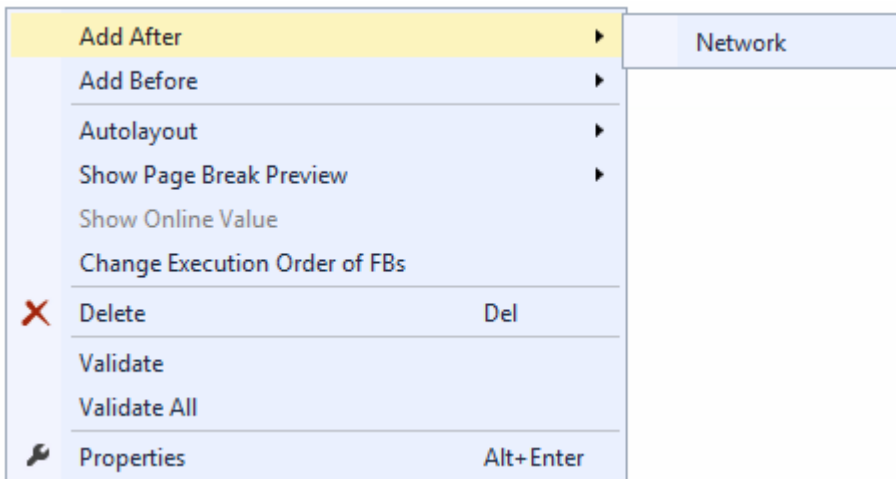 Add After
Network
Add Before
Autolayout
Show Page Break Preview
Show Online Value
Change Execution Order of FBs
Delete Del
Validate
Validate All
Properties Alt+Enter